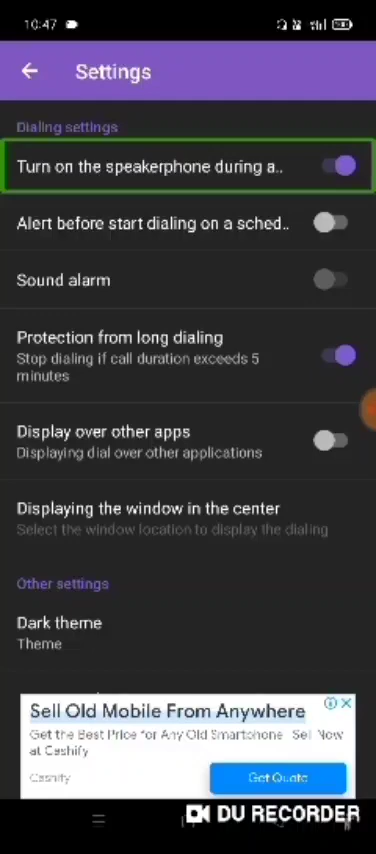 10:47
Settings
Dialing settings
Turn on the speakerphone during a..
Alert before start dialing on a sched..
Sound alarm
Protection from long dialing
Stop dialing if call duration exceeds 5
minutes
Display over other apps
Displaying dial over other applications
Displaying the window in the center
Select the window location to display the dialing
Other settings
Dark theme
Theme
Sell Old Mobile From Anywhere
Get the Best Price for Any Old Smartphone
Sell Now
at Cashify
Cashify
Get Quote
DU RECORDER